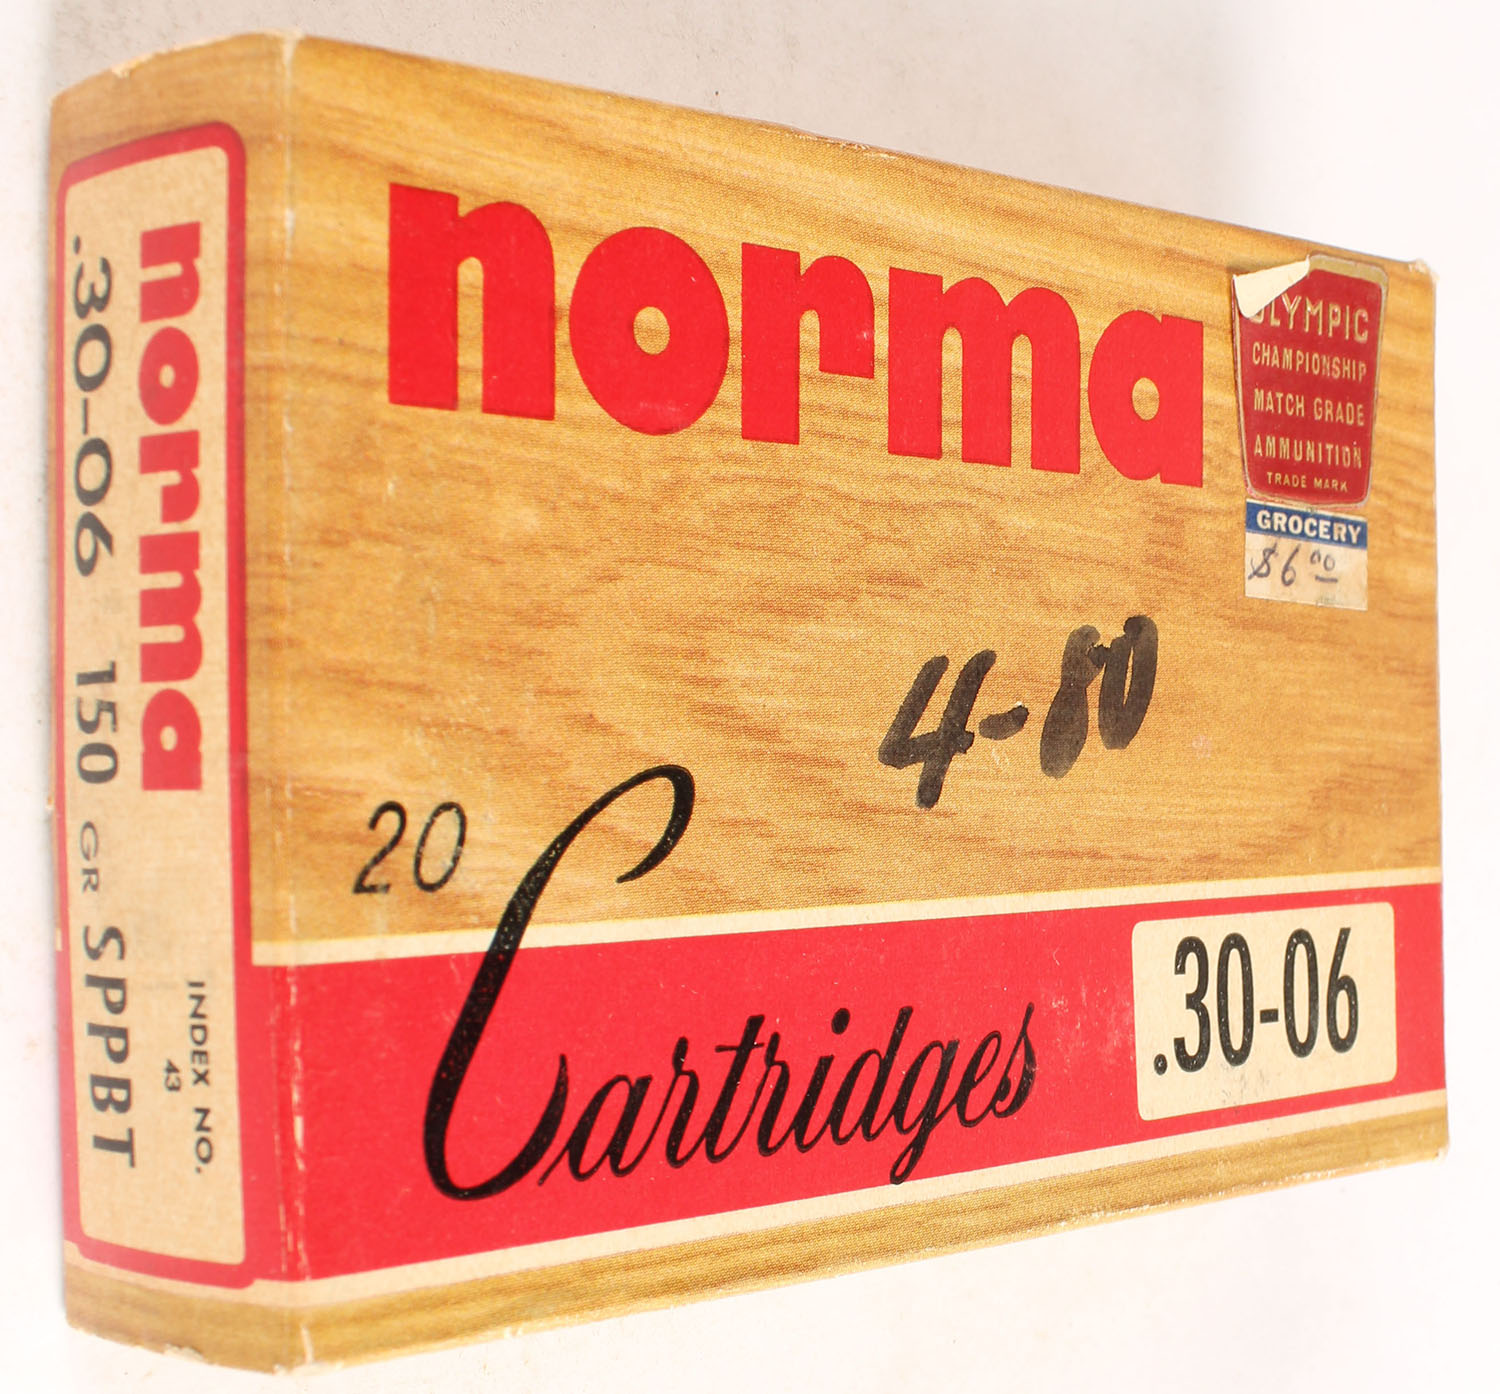 norma
OLYMPIC
CHAMPIONSHIP
MATCH GRADE
AMMUNITION
TRADE MARK
GROCERY
$6.00
4-80
20 Cartridges
.30-06
norma
.30-06 150 GR SPPBT
INDEX NO.
43